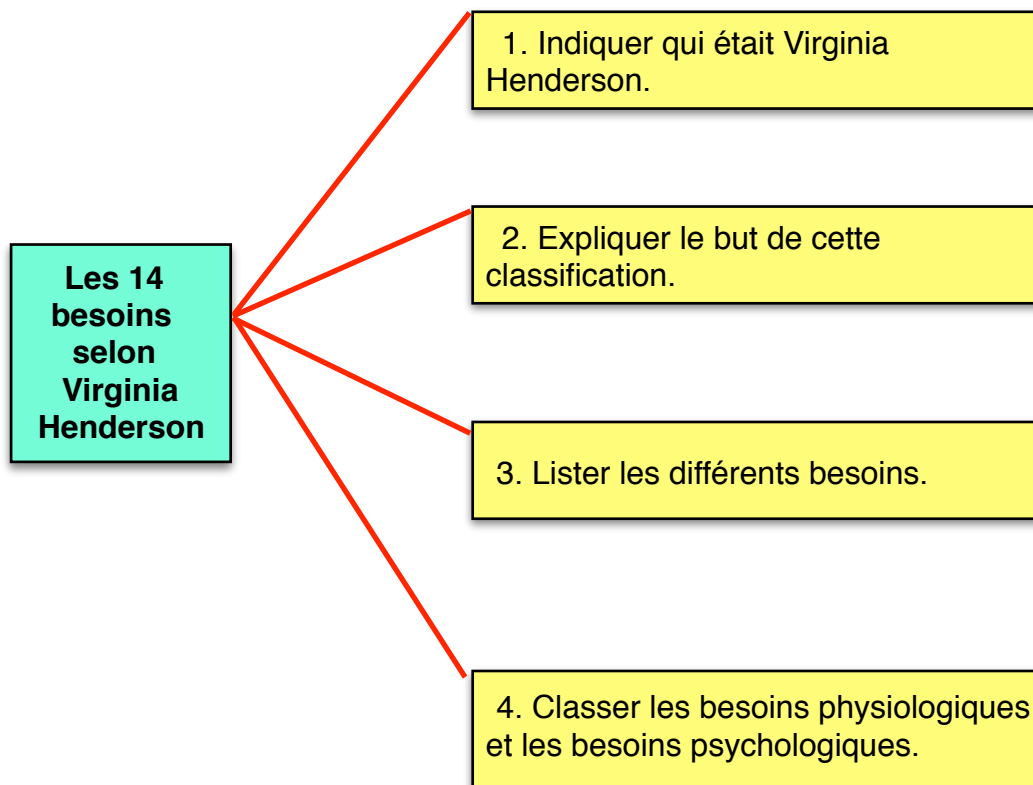 1. Indiquer qui était Virginia
Henderson.
2. Expliquer le but de cette
classification.
Les 14
besoins
selon
Virginia
Henderson
3. Lister les différents besoins.
4. Classer les besoins physiologiques
et les besoins psychologiques.